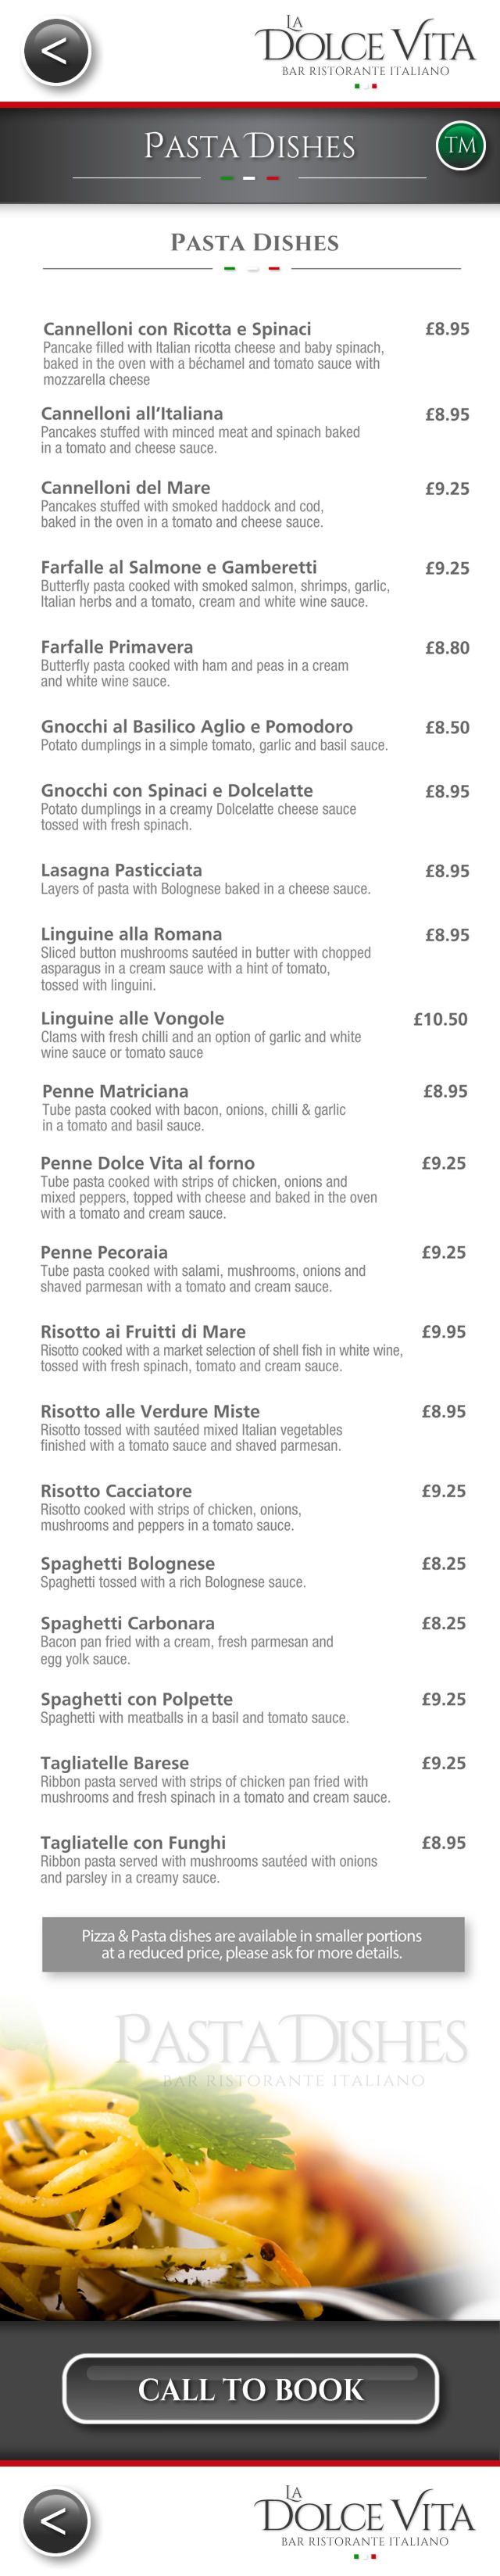 <
LA
DOLCE VITA
BAR RISTORANTE ITALIANO
PASTA DISHES
TM
PASTA DISHES
Cannelloni con Ricotta e Spinaci £8.95
Pancake filled with Italian ricotta cheese and baby spinach,
baked in the oven with a béchamel and tomato sauce with
mozzarella cheese
Cannelloni all'Italiana £8.95
Pancakes stuffed with minced meat and spinach baked
in a tomato and cheese sauce.
Cannelloni del Mare £9.25
Pancakes stuffed with smoked haddock and cod,
baked in the oven in a tomato and cheese sauce.
Farfalle al Salmone e Gamberetti £9.25
Butterfly pasta cooked with smoked salmon, shrimps, garlic,
Italian herbs and a tomato, cream and white wine sauce.
Farfalle Primavera £8.80
Butterfly pasta cooked with ham and peas in a cream
and white wine sauce.
Gnocchi al Basilico Aglio e Pomodoro £8.50
Potato dumplings in a simple tomato, garlic and basil sauce.
Gnocchi con Spinaci e Dolcelatte £8.95
Potato dumplings in a creamy Dolcelatte cheese sauce
tossed with fresh spinach.
Lasagna Pasticciata £8.95
Layers of pasta with Bolognese baked in a cheese sauce.
Linguine alla Romana £8.95
Sliced button mushrooms sautéed in butter with chopped
asparagus in a cream sauce with a hint of tomato,
tossed with linguini.
Linguine alle Vongole £10.50
Clams with fresh chilli and an option of garlic and white
wine sauce or tomato sauce
Penne Matriciana £8.95
Tube pasta cooked with bacon, onions, chilli & garlic
in a tomato and basil sauce.
Penne Dolce Vita al forno £9.25
Tube pasta cooked with strips of chicken, onions and
mixed peppers, topped with cheese and baked in the oven
with a tomato and cream sauce.
Penne Pecoraia £9.25
Tube pasta cooked with salami, mushrooms, onions and
shaved parmesan with a tomato and cream sauce.
Risotto ai Fruitti di Mare £9.95
Risotto cooked with a market selection of shell fish in white wine,
tossed with fresh spinach, tomato and cream sauce.
Risotto alle Verdure Miste £8.95
Risotto tossed with sautéed mixed Italian vegetables
finished with a tomato sauce and shaved parmesan.
Risotto Cacciatore £9.25
Risotto cooked with strips of chicken, onions,
mushrooms and peppers in a tomato sauce.
Spaghetti Bolognese £8.25
Spaghetti tossed with a rich Bolognese sauce.
Spaghetti Carbonara £8.25
Bacon pan fried with a cream, fresh parmesan and
egg yolk sauce.
Spaghetti con Polpette £9.25
Spaghetti with meatballs in a basil and tomato sauce.
Tagliatelle Barese £9.25
Ribbon pasta served with strips of chicken pan fried with
mushrooms and fresh spinach in a tomato and cream sauce.
Tagliatelle con Funghi £8.95
Ribbon pasta served with mushrooms sautéed with onions
and parsley in a creamy sauce.
Pizza & Pasta dishes are available in smaller portions
at a reduced price, please ask for more details.
PASTA DISHES
BAR RISTORANTE ITALIANO
CALL TO BOOK
<
LA
DOLCE VITA
BAR RISTORANTE ITALIANO